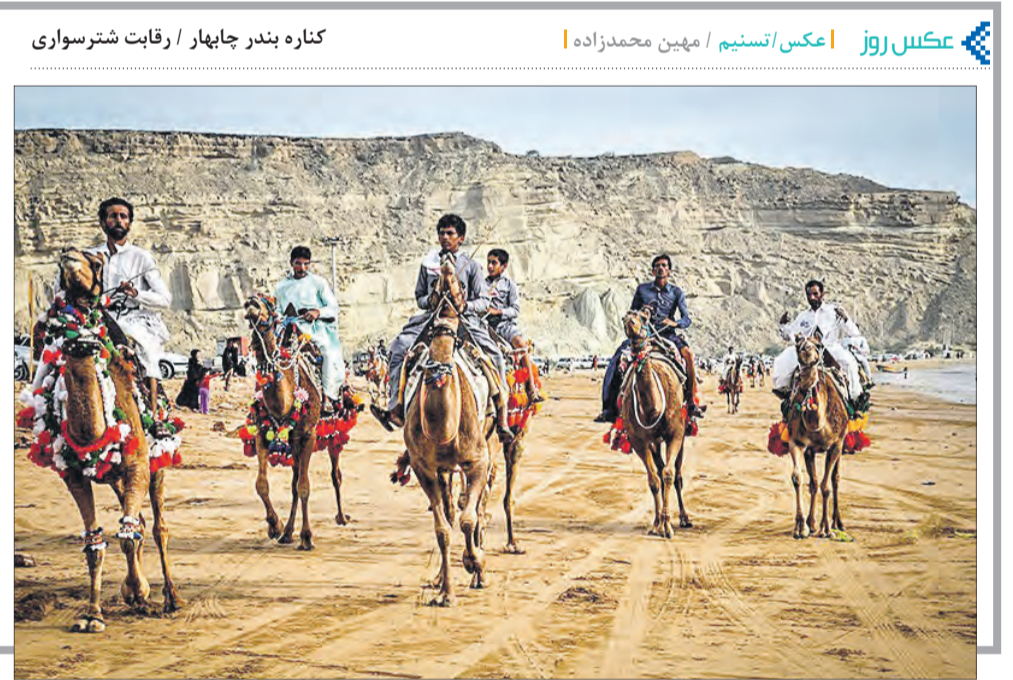 عکس روز | عکس/تسنیم / مهین محمدزاده | کناره بندر چابهار / رقابت شترسواری